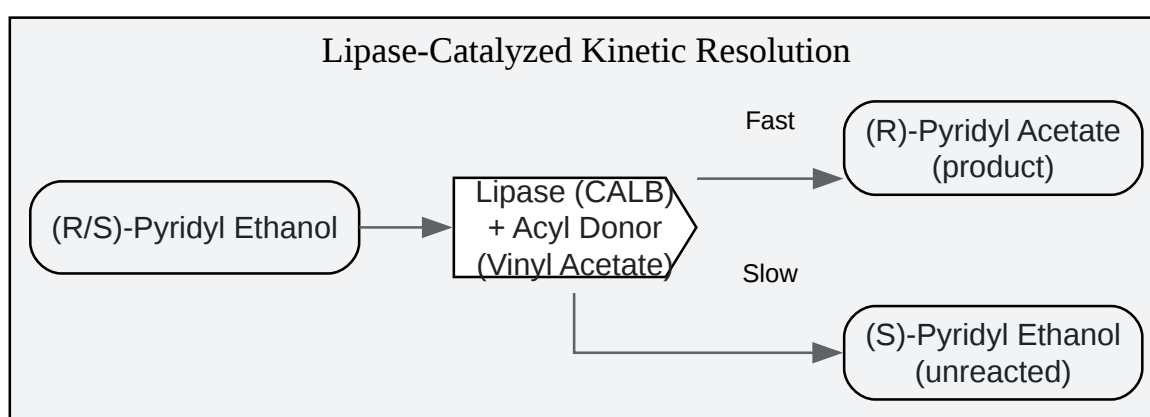 Lipase-Catalyzed Kinetic Resolution
Fast
(R)-Pyridyl Acetate
(product)
(R/S)-Pyridyl Ethanol
Lipase (CALB)
+ Acyl Donor
(Vinyl Acetate)
Slow
(S)-Pyridyl Ethanol
(unreacted)